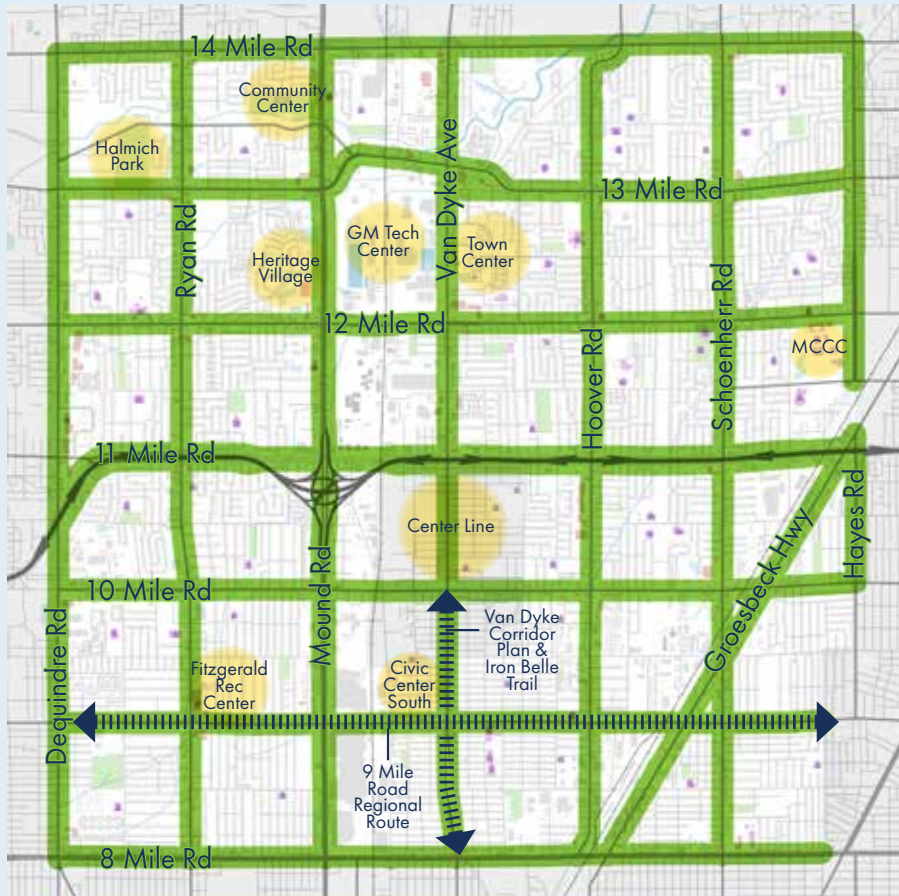 14 Mile Rd
Community
Center
Halmich
Park
Van Dyke Ave
13 Mile Rd
Ryan Rd
GM Tech
Center
Town
Center
Heritage
Village
12 Mile Rd
Hoover Rd
Schoenherr Rd
MCCC
11 Mile Rd
Center Line
Hayes Rd
Groesbeck Hwy
10 Mile Rd
Mound Rd
Dequindre Rd
Van Dyke
Corridor
Plan &
Iron Belle
Trail
Fitzgerald
Rec
Center
Civic
Center
South
9 Mile
Road
Regional
Route
8 Mile Rd